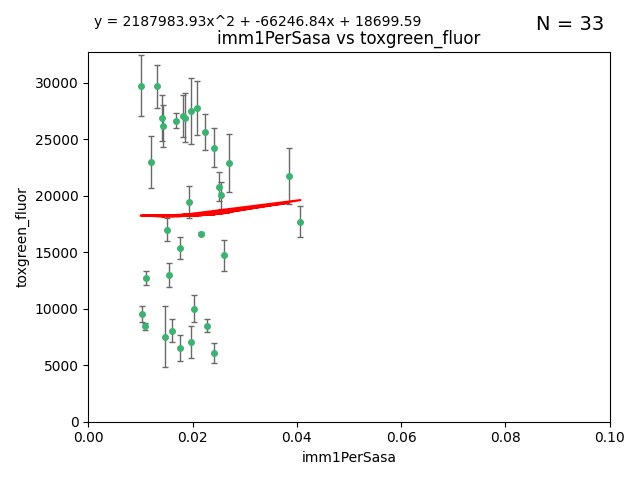 y = 2187983.93x^2 + -66246.84x + 18699.59
N = 33
imm1PerSasa vs toxgreen_fluor
30000
25000
20000
15000
10000
5000
0
toxgreen_fluor
0.00
0.02
0.04
0.06
0.08
0.10
imm1PerSasa